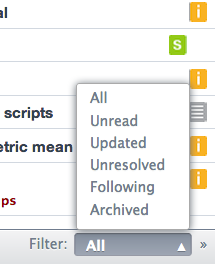 al
S
scripts
etric mean
ps
All
Unread
Updated
Unresolved
Following
Archived
Filter: All ▲ »